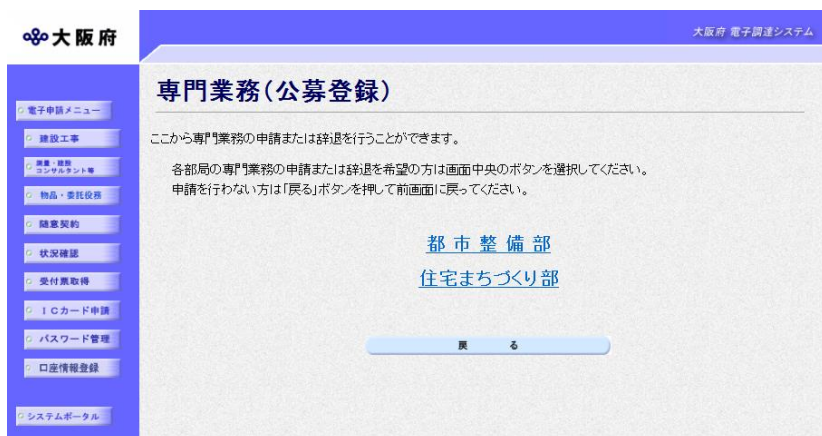 大阪府
大阪府 電子調達システム
電子申請メニュー
建設工事
測量・建設
コンサルタント等
物品・委託役務
随意契約
状況確認
受付票取得
ICカード申請
パスワード管理
口座情報登録
システムポータル
専門業務(公募登録)
ここから専門業務の申請または辞退を行うことができます。
各部局の専門業務の申請または辞退を希望の方は画面中央のボタンを選択してください。
申請を行わない方は「戻る」ボタンを押して前画面に戻ってください。
都 市 整 備 部
住宅まちづくり部
戻 る